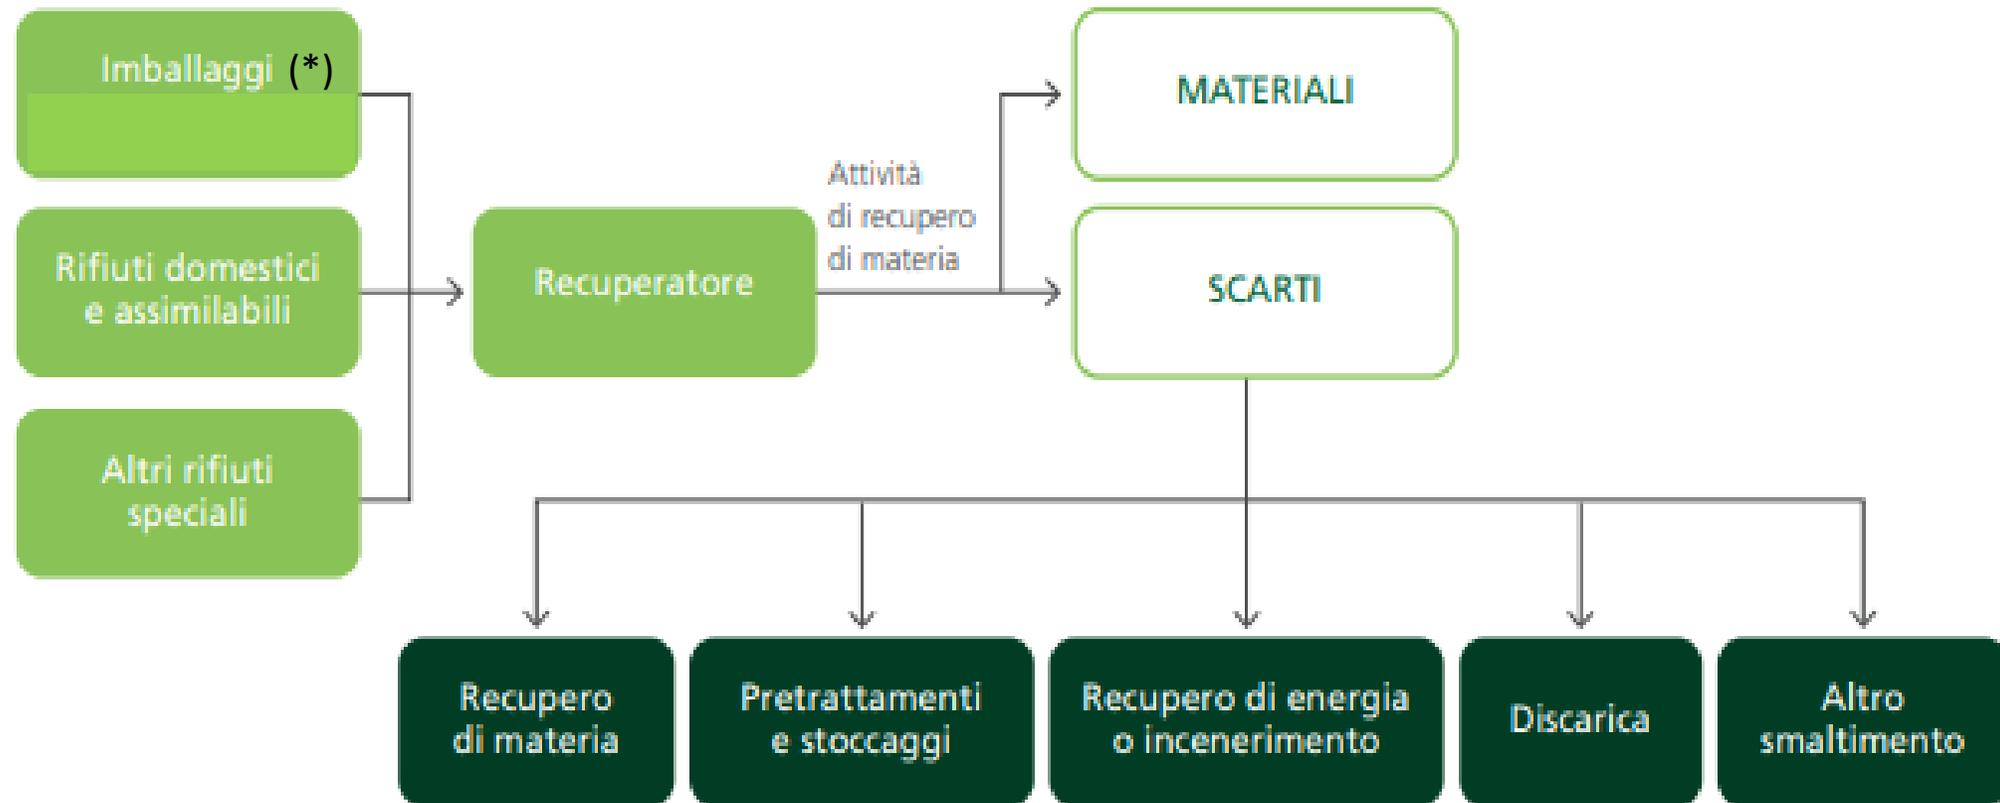 Imballaggi (*)
MATERIALI
Attività
di recupero
di materia
Rifiuti domestici
e assimilabili
Recuperatore
SCARTI
Altri rifiuti
speciali
Recupero
di materia
Pretrattamenti
e stoccaggi
Recupero di energia
o incenerimento
Discarica
Altro
smaltimento